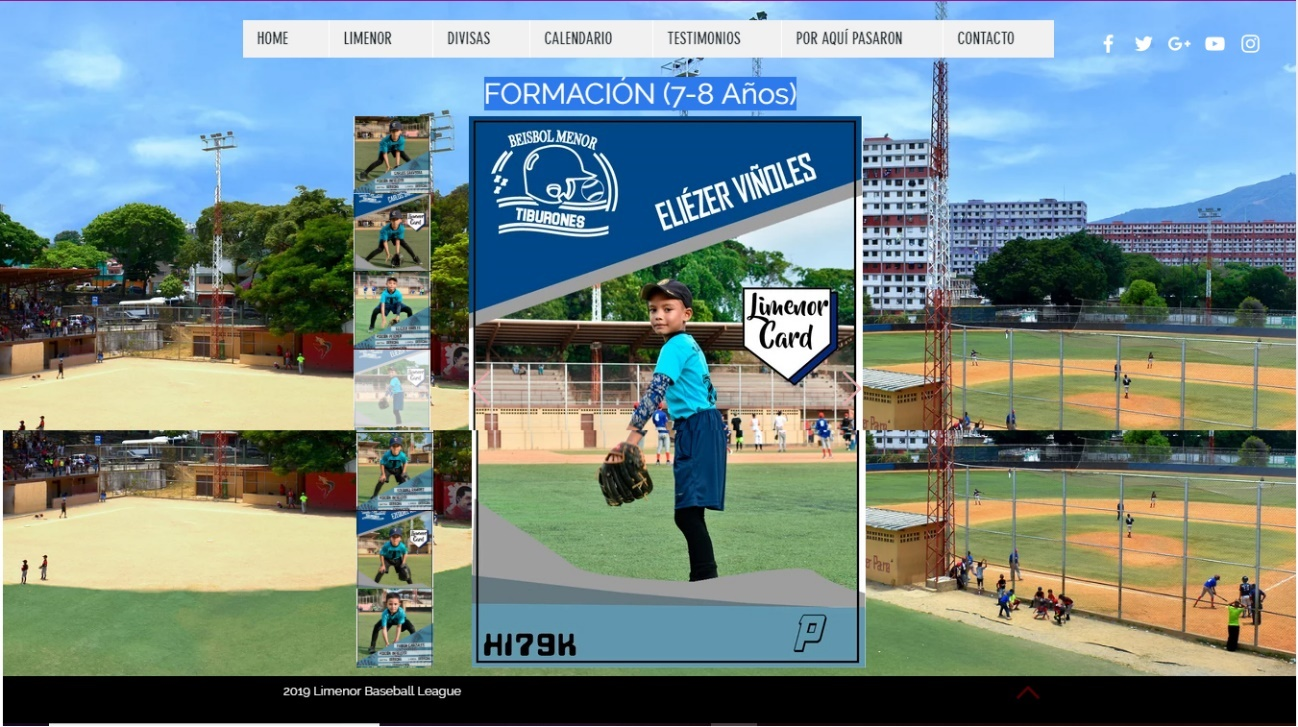 HOME LIMENOR DIVISAS CALENDARIO TESTIMONIOS POR AQUÍ PASARON CONTACTO
FORMACIÓN (7-8 Años)
BEISBOL MENOR
TIBURONES
ELIÉZER VIÑOLES
Limenor
Card
HI79K
P
2019 Limenor Baseball League